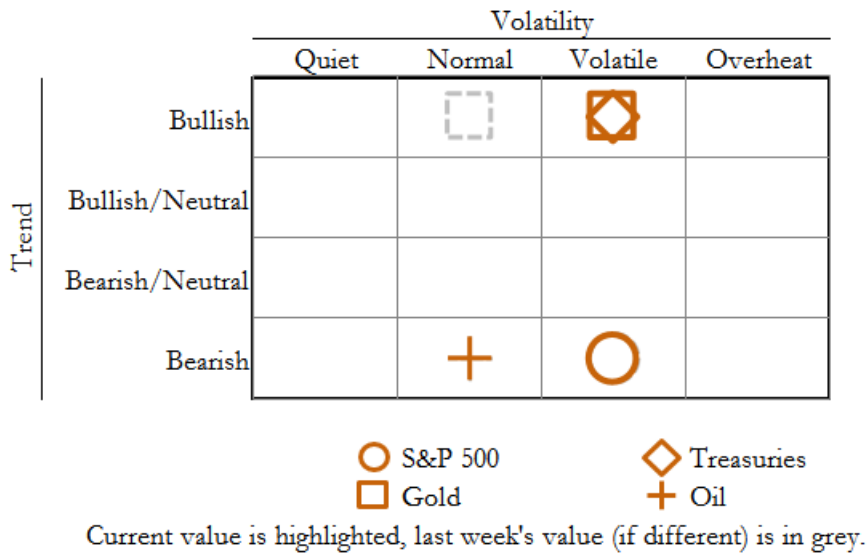 Volatility
Quiet Normal Volatile Overheat
Trend
Bullish
Bullish/Neutral
Bearish/Neutral
Bearish
S&P 500 Treasuries
Gold Oil
Current value is highlighted, last week's value (if different) is in grey.